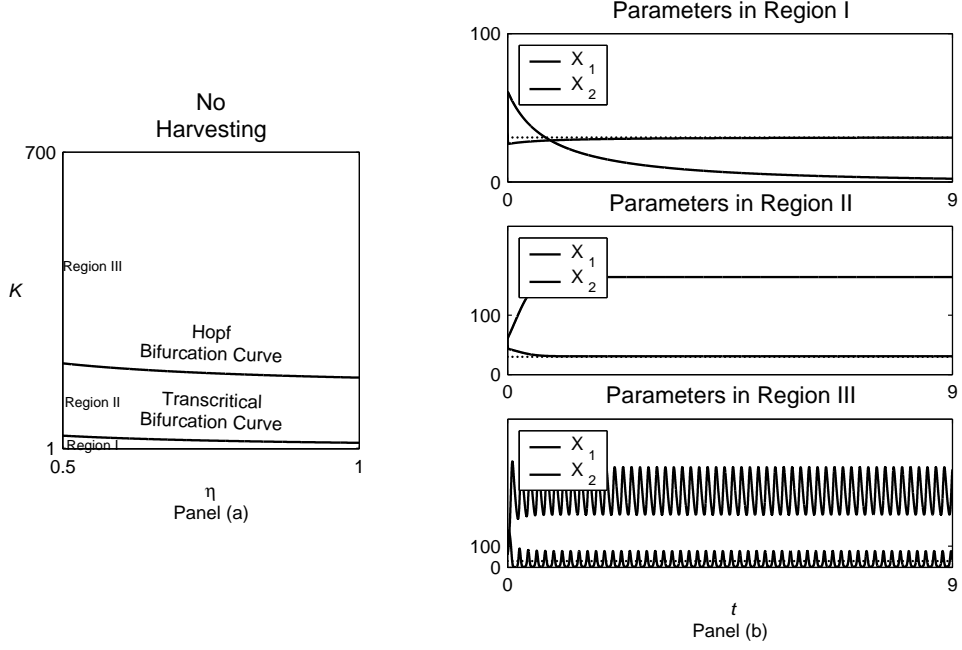 No
Harvesting
700
Region III
K
Hopf
Bifurcation Curve
Region II
Transcritical
Bifurcation Curve
Region I
1
0.5
1
η
Panel (a)
Parameters in Region I
100
X 1
X 2
0
0
9
Parameters in Region II
X 1
X 2
100
0
0
9
Parameters in Region III
X 1
X 2
100
0
0
9
t
Panel (b)